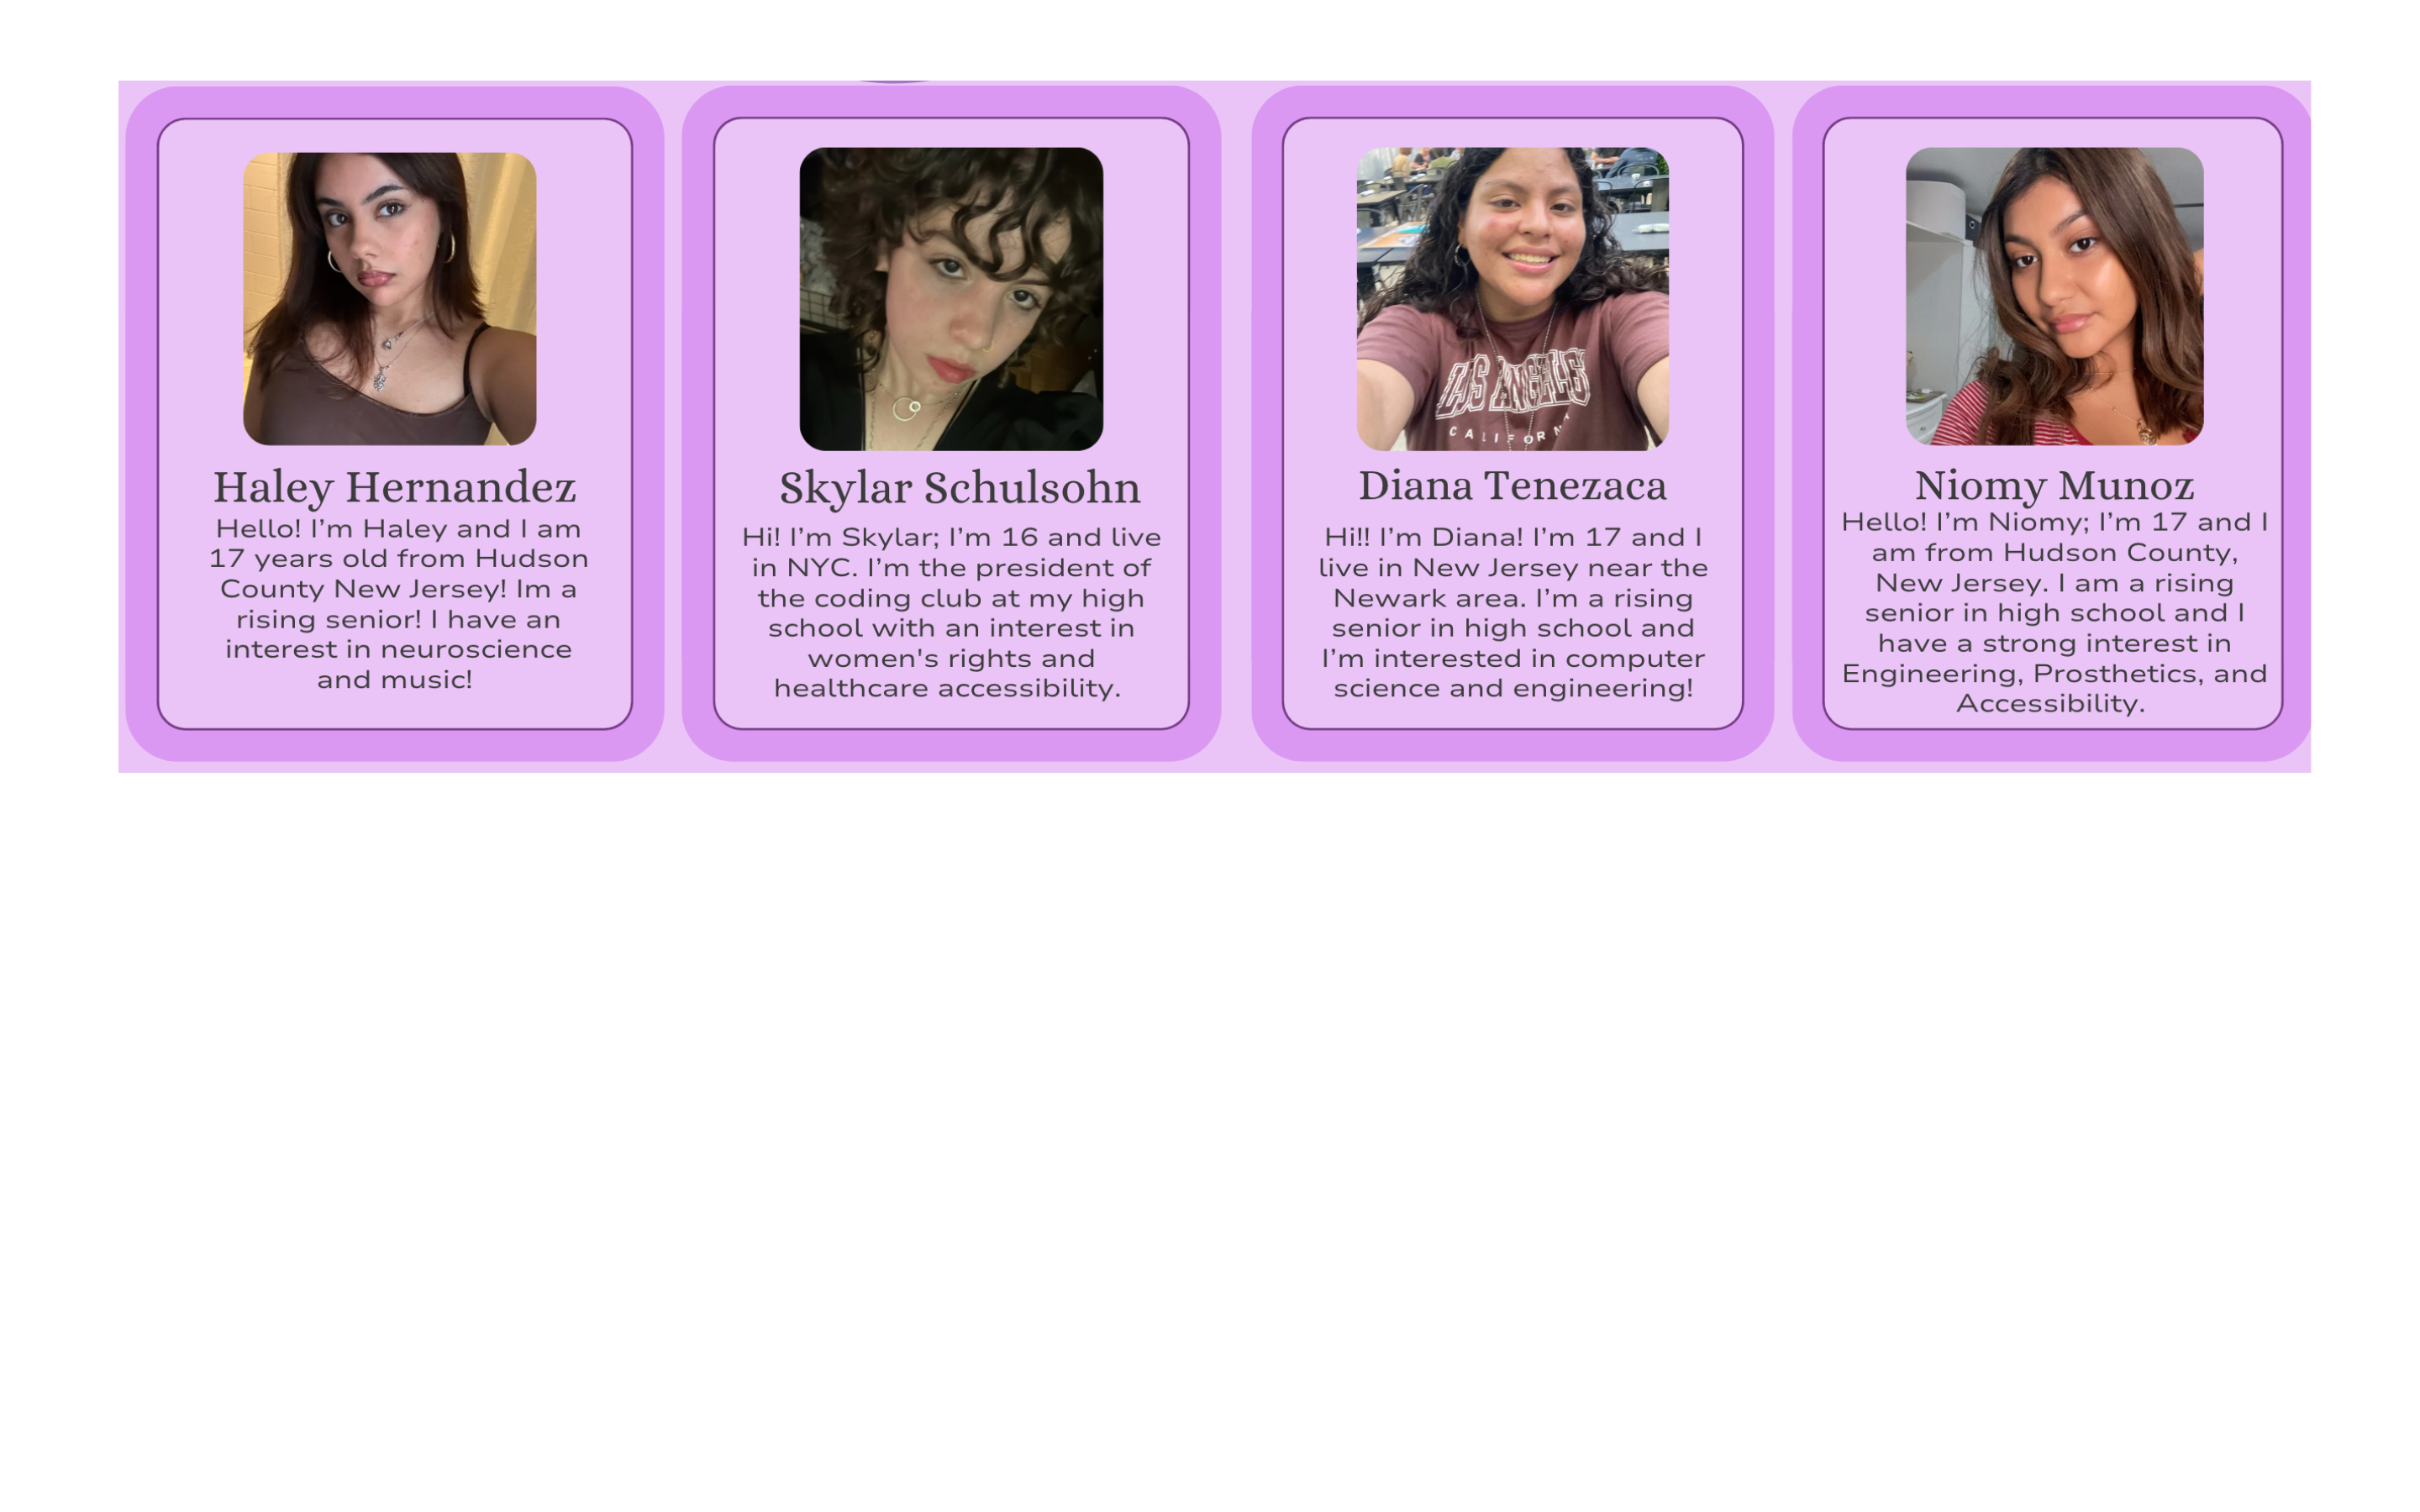 Haley Hernandez
Hello! I’m Haley and I am
17 years old from Hudson
County New Jersey! Im a
rising senior! I have an
interest in neuroscience
and music!
Skylar Schulsohn
Hi! I’m Skylar; I’m 16 and live
in NYC. I’m the president of
the coding club at my high
school with an interest in
women's rights and
healthcare accessibility.
LOS ANGELES
CALIFORN
Diana Tenezaca
Hi!! I’m Diana! I’m 17 and I
live in New Jersey near the
Newark area. I’m a rising
senior in high school and
I’m interested in computer
science and engineering!
Niomy Munoz
Hello! I’m Niomy; I’m 17 and I
am from Hudson County,
New Jersey. I am a rising
senior in high school and I
have a strong interest in
Engineering, Prosthetics, and
Accessibility.